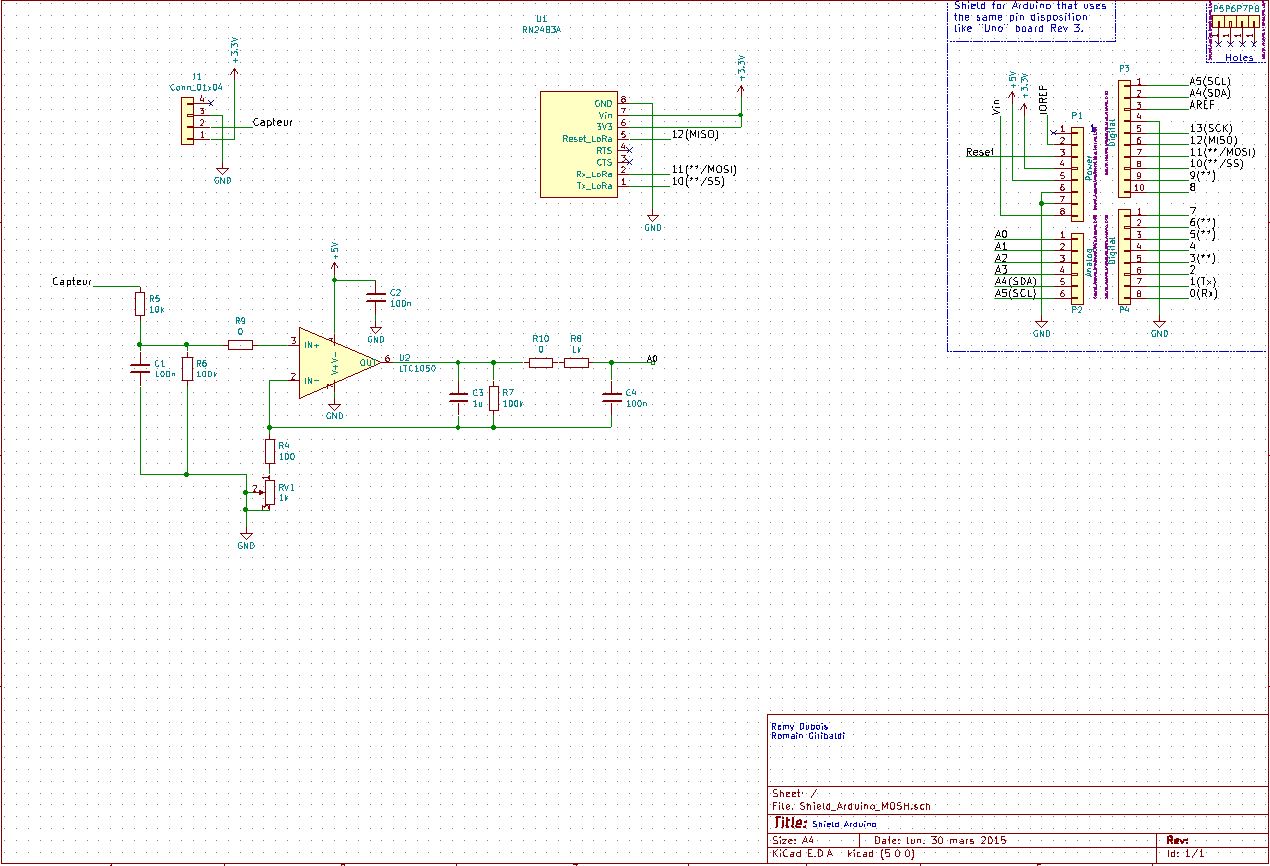 U1
RN2483A
Shield for Arduino that uses
the same pin disposition
like "Uno" board Rev 3.
P5P6P7P8
1 1 1 1
Holes
J1
Conn_01x04
+3.3V
4
3
2
1
Capteur
GND
+3.3V
GND 8
Vin 7
3V3 6
Reset_LoRa 5
RTS 4
CTS 3
Rx_LoRa 2
Tx_LoRa 1
12(MISO)
11(**/MOSI)
10(**/SS)
GND
Vin
+5V
+3.3V
IOREF
Reset
P1
Power
1
2
3
4
5
6
7
8
P3
Digital
1 A5(SCL)
2 A4(SDA)
3 AREF
4
5 13(SCK)
6 12(MISO)
7 11(**/MOSI)
8 10(**/SS)
9 9(**)
10 8
A0 1
A1 2
A2 3
A3 4
A4(SDA) 5
A5(SCL) 6
Analog
P2
Digital
1 7
2 6(**)
3 5(**)
4 4
5 3(**)
6 2
7 1(Tx)
8 0(Rx)
P4
GND
GND
Capteur
R5
10k
C1
100n
R6
100k
R9
0
+5V
C2
100n
GND
3 IN+
2 IN-
V+
V-
OUT 6
U2
LTC1050
GND
R10
0
R8
1k
A0
C3
1u
R7
100k
C4
100n
R4
100
RV1
1k
1
2
3
GND
Remy Dubois
Romain Giribaldi
Sheet: /
File: Shield_Arduino_MOSH.sch
Title: Shield Arduino
Size: A4
Date: lun. 30 mars 2015
Rev:
KiCad E.D.A. kicad (5.0.0)
Id: 1/1